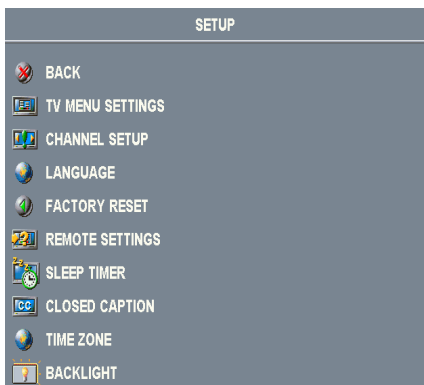 SETUP
BACK
TV MENU SETTINGS
CHANNEL SETUP
LANGUAGE
FACTORY RESET
REMOTE SETTINGS
SLEEP TIMER
CC CLOSED CAPTION
TIME ZONE
BACKLIGHT